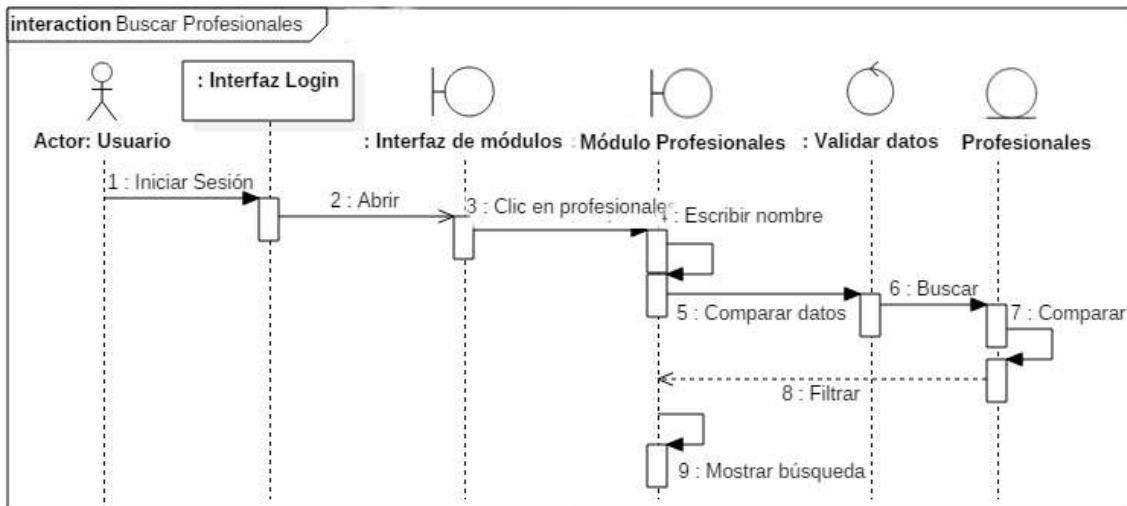 interaction Buscar Profesionales
: Interfaz Login
Actor: Usuario
: Interfaz de módulos
: Módulo Profesionales
: Validar datos
Profesionales
1 : Iniciar Sesión
2 : Abrir
3 : Clic en profesionales
: Escribir nombre
5 : Comparar datos
6 : Buscar
7 : Comparar
8 : Filtrar
9 : Mostrar búsqueda